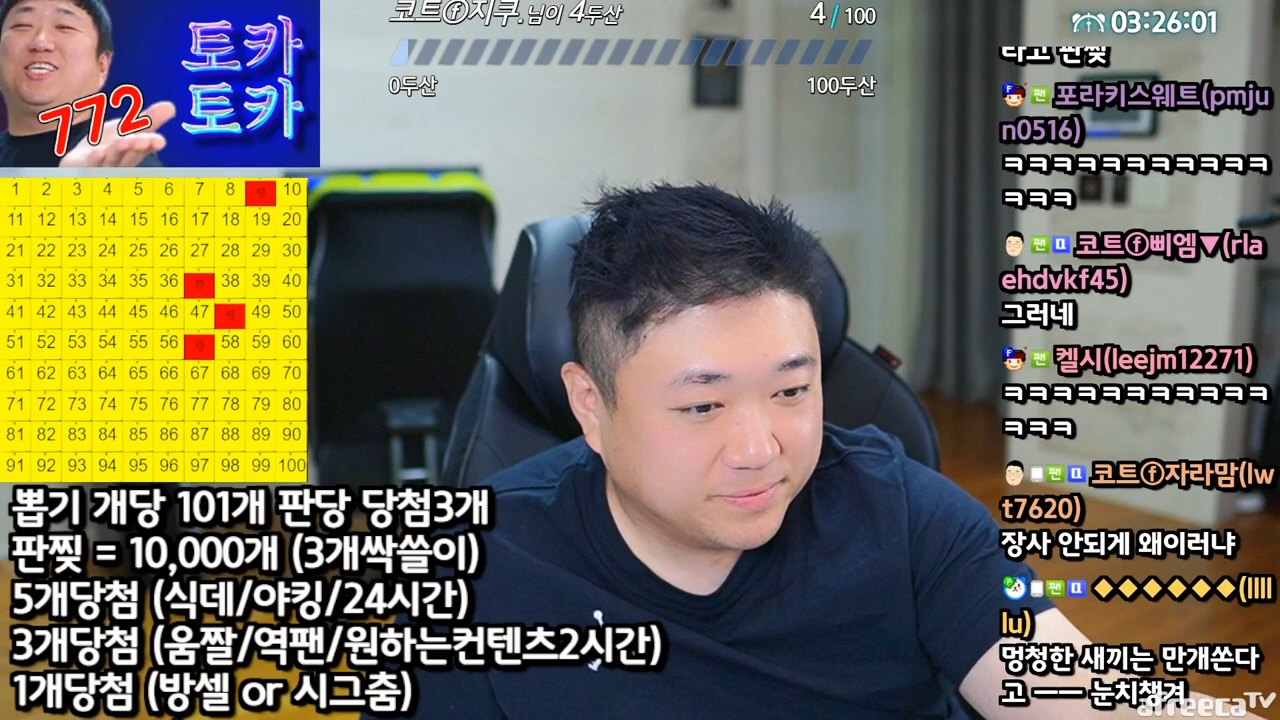 토카
토카
772
코트ⓕ지쿠.님이 4두산
4 / 100
0두산
100두산
03:26:01
1 2 3 4 5 6 7 8 10
11 12 13 14 15 16 17 18 19 20
21 22 23 24 25 26 27 28 29 30
31 32 33 34 35 36 38 39 40
41 42 43 44 45 46 47 49 50
51 52 53 54 55 56 58 59 60
61 62 63 64 65 66 67 68 69 70
71 72 73 74 75 76 77 78 79 80
81 82 83 84 85 86 87 88 89 90
91 92 93 94 95 96 97 98 99 100
뽑기 개당 101개 판당 당첨3개
판찢 = 10,000개 (3개싹쓸이)
5개당첨 (식데/야킹/24시간)
3개당첨 (움짤/역팬/원하는컨텐츠2시간)
1개당첨 (방셀 or 시그춤)
라고 판찢
F 팬 포라키스웨트(pmju
n0516)
ㅋㅋㅋㅋㅋㅋㅋㅋㅋㅋㅋ
ㅋㅋㅋ
팬 코트ⓕ삐엠▼(rla
ehdvkf45)
그러네
F 팬 켈시(leejm12271)
ㅋㅋㅋㅋㅋㅋㅋㅋㅋㅋㅋ
ㅋㅋㅋ
팬 코트ⓕ자라맘(lw
t7620)
장사 안되게 왜이러냐
F 팬 ◆◆◆◆◆◆(llll
lu)
멍청한 새끼는 만개쏜다
고 ㅡㅡ 눈치챙겨
afreecaTV